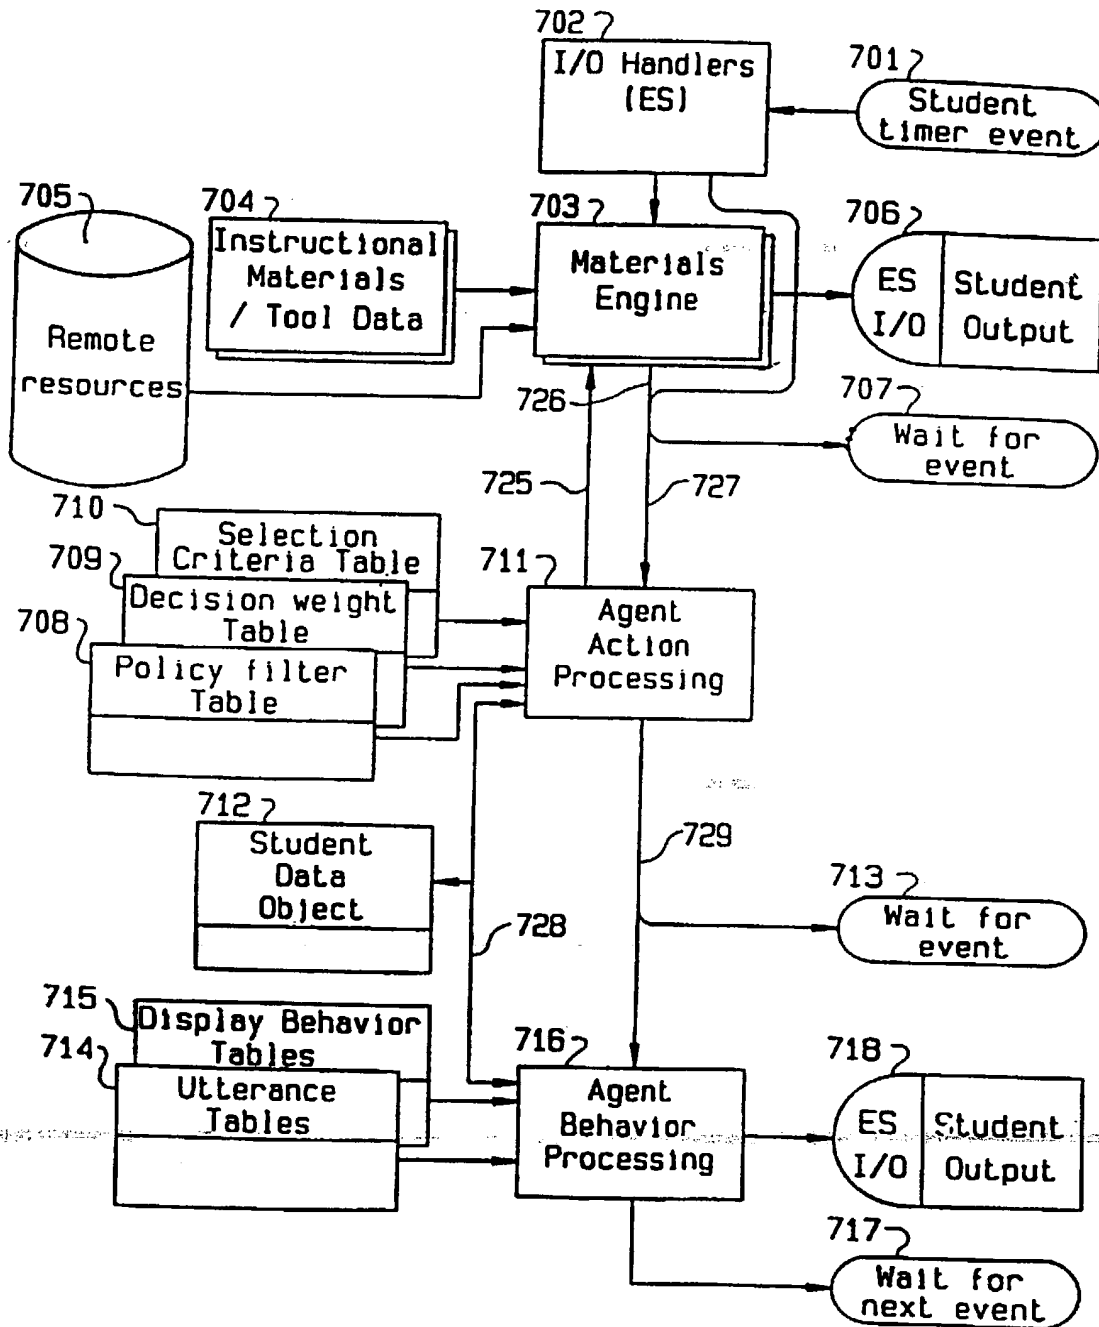 702
I/O Handlers
(ES)
701
Student
timer event
705
Remote
resources
704
Instructional
Materials
/ Tool Data
703
Materials
Engine
706
ES
I/O
Student
Output
726
707
Wait for
event
725
727
710
Selection
Criteria Table
709
Decision weight
Table
708
Policy filter
Table
711
Agent
Action
Processing
712
Student
Data
Object
728
729
713
Wait for
event
715
Display Behavior
Tables
714
Utterance
Tables
716
Agent
Behavior
Processing
718
ES
I/O
Student
Output
717
Wait for
next event